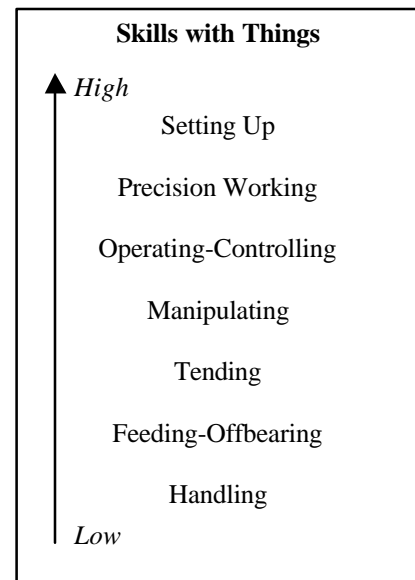 Skills with Things
High
Setting Up
Precision Working
Operating-Controlling
Manipulating
Tending
Feeding-Offbearing
Handling
Low